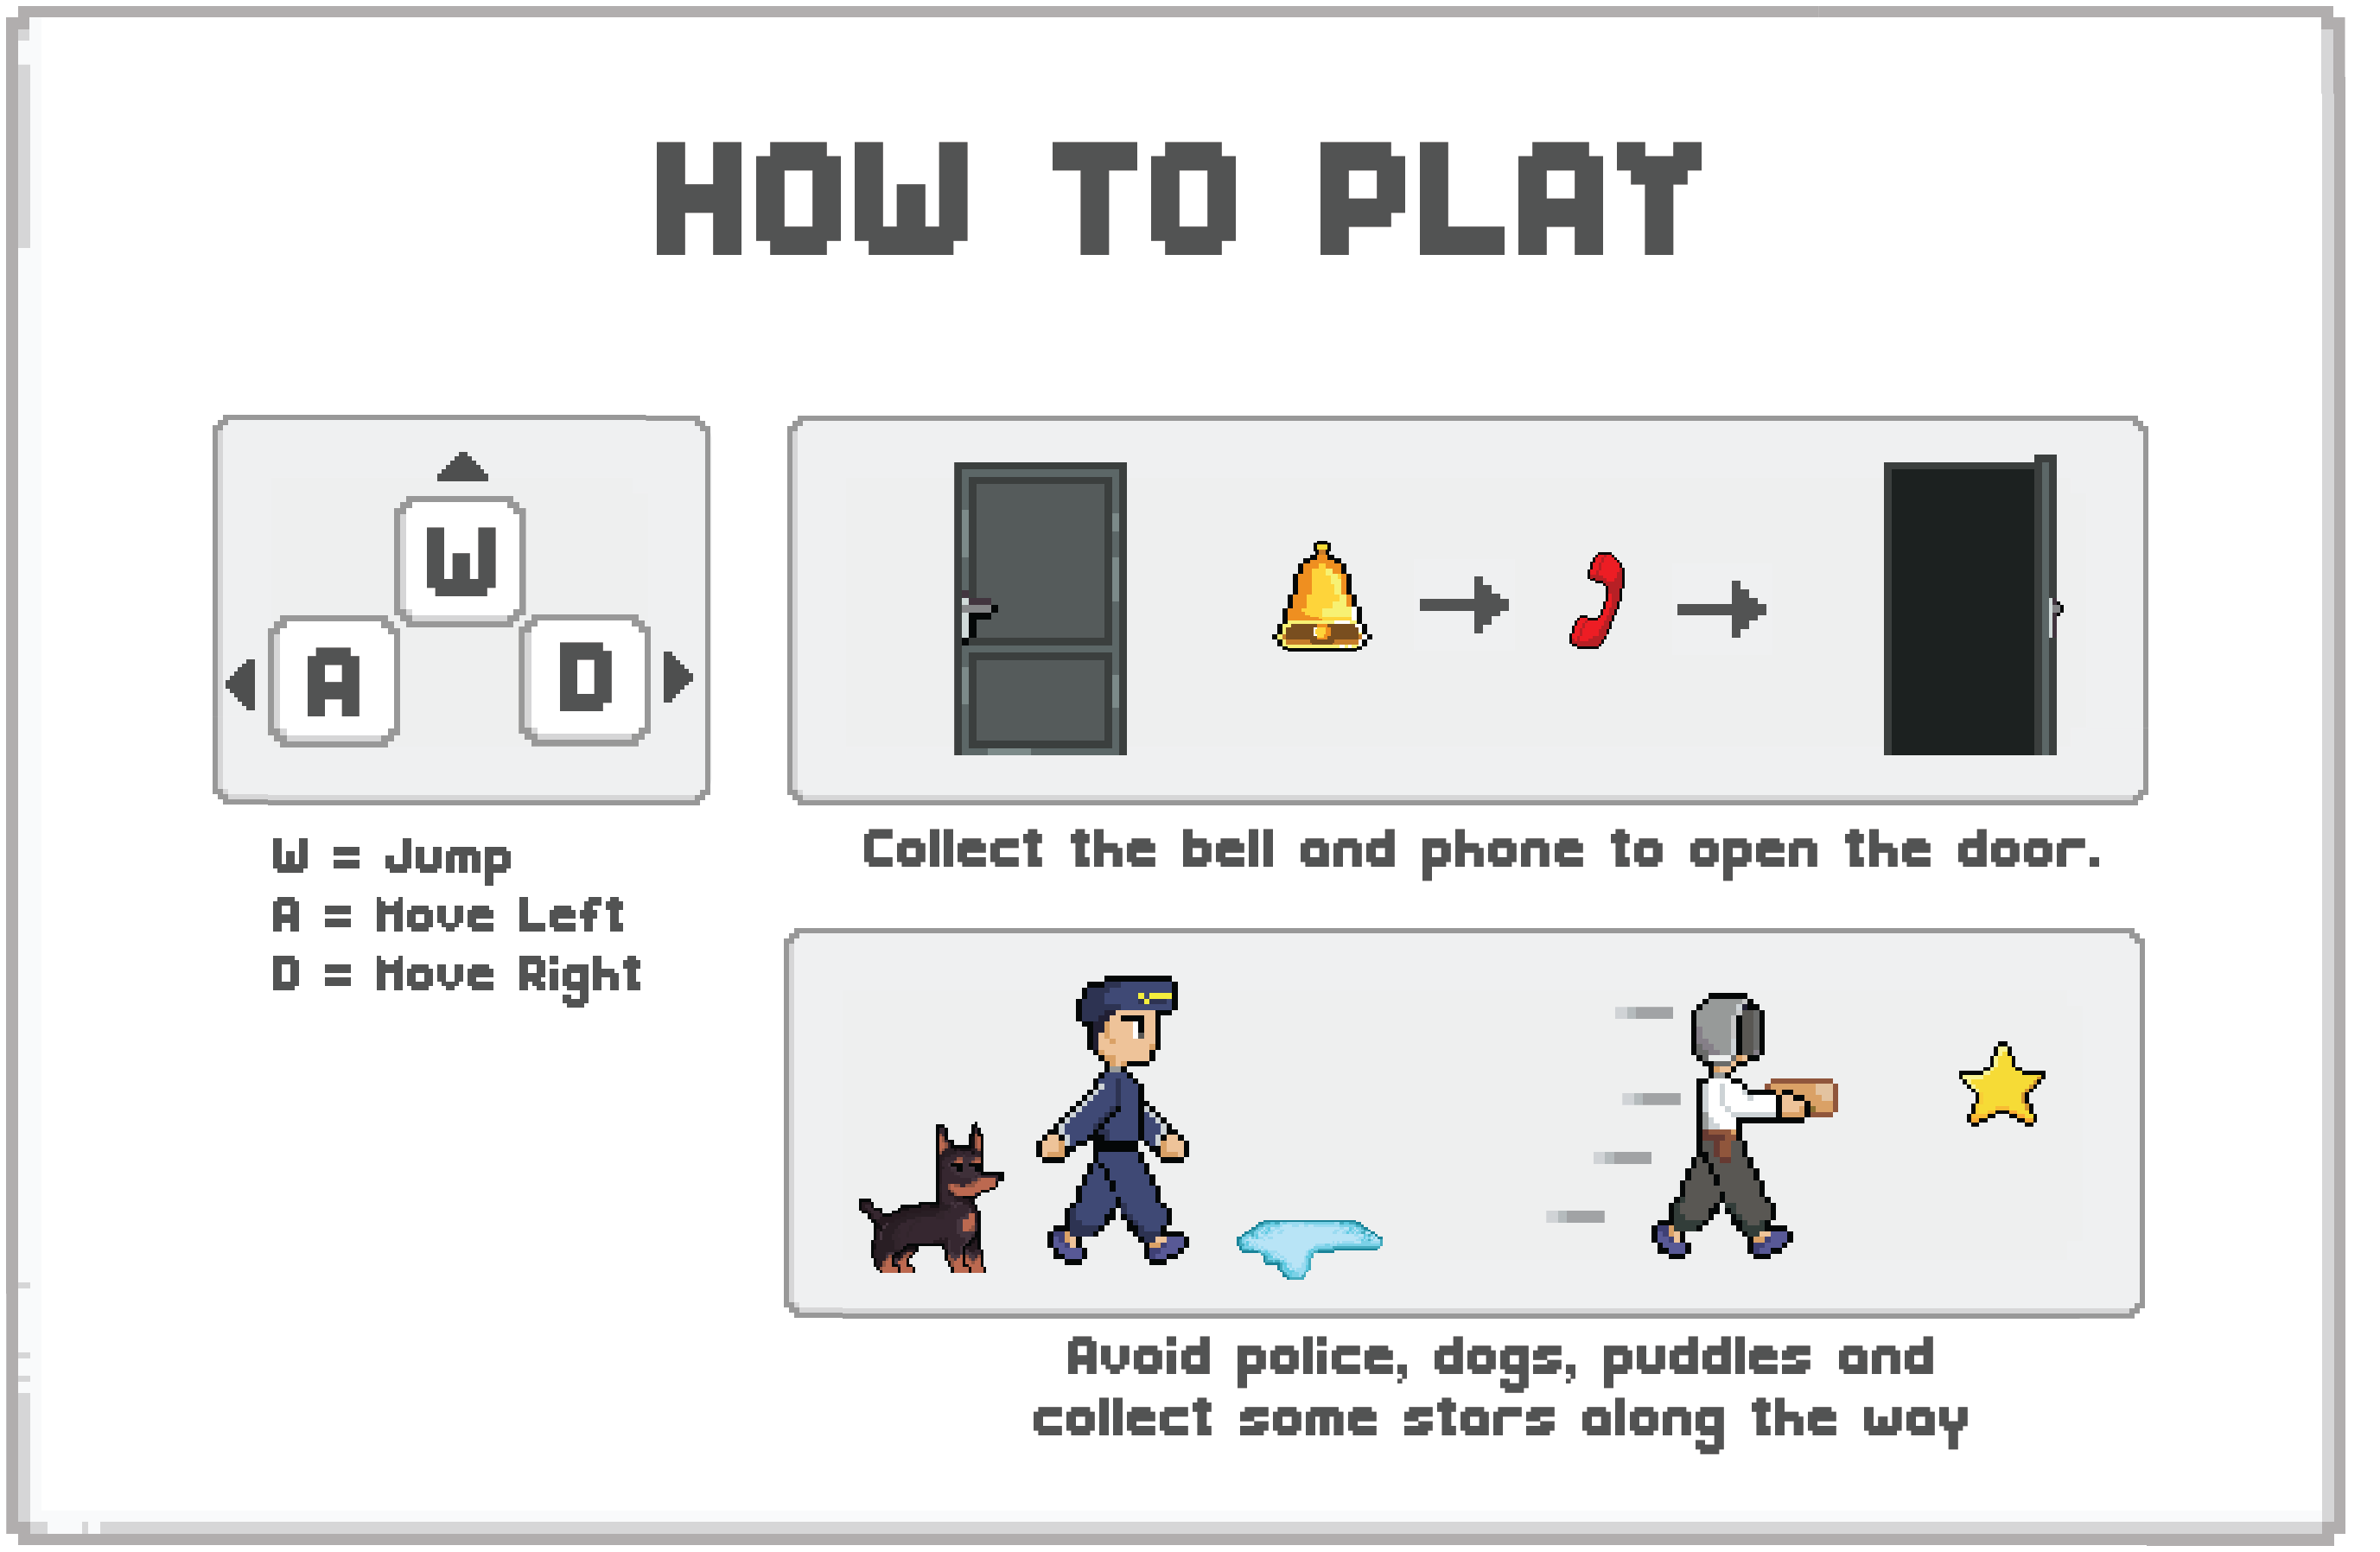 HOW TO PLAY
W
A
D
W = Jump
A = Move Left
D = Move Right
Collect the bell and phone to open the door.
Avoid police, dogs, puddles and
collect some stars along the way